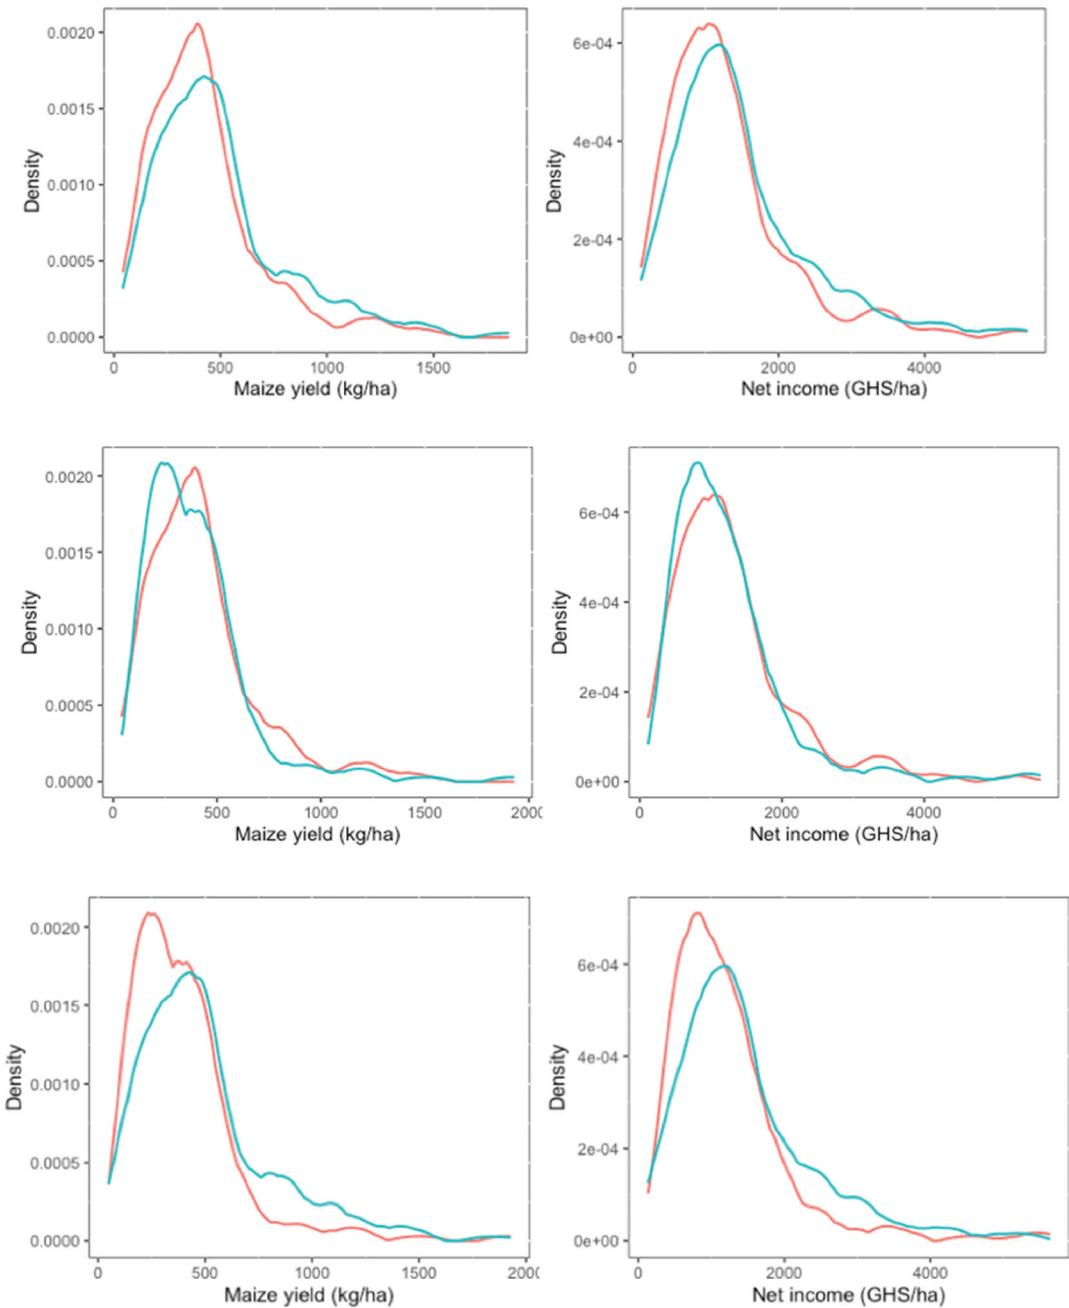 0.0020
0.0015
0.0010
0.0005
0.0000
Density
0 500 1000 1500
Maize yield (kg/ha)
6e-04
4e-04
2e-04
0e+00
Density
0 2000 4000
Net income (GHS/ha)
0.0020
0.0015
0.0010
0.0005
0.0000
Density
0 500 1000 1500 2000
Maize yield (kg/ha)
6e-04
4e-04
2e-04
0e+00
Density
0 2000 4000
Net income (GHS/ha)
0.0020
0.0015
0.0010
0.0005
0.0000
Density
0 500 1000 1500 2000
Maize yield (kg/ha)
6e-04
4e-04
2e-04
0e+00
Density
0 2000 4000
Net income (GHS/ha)